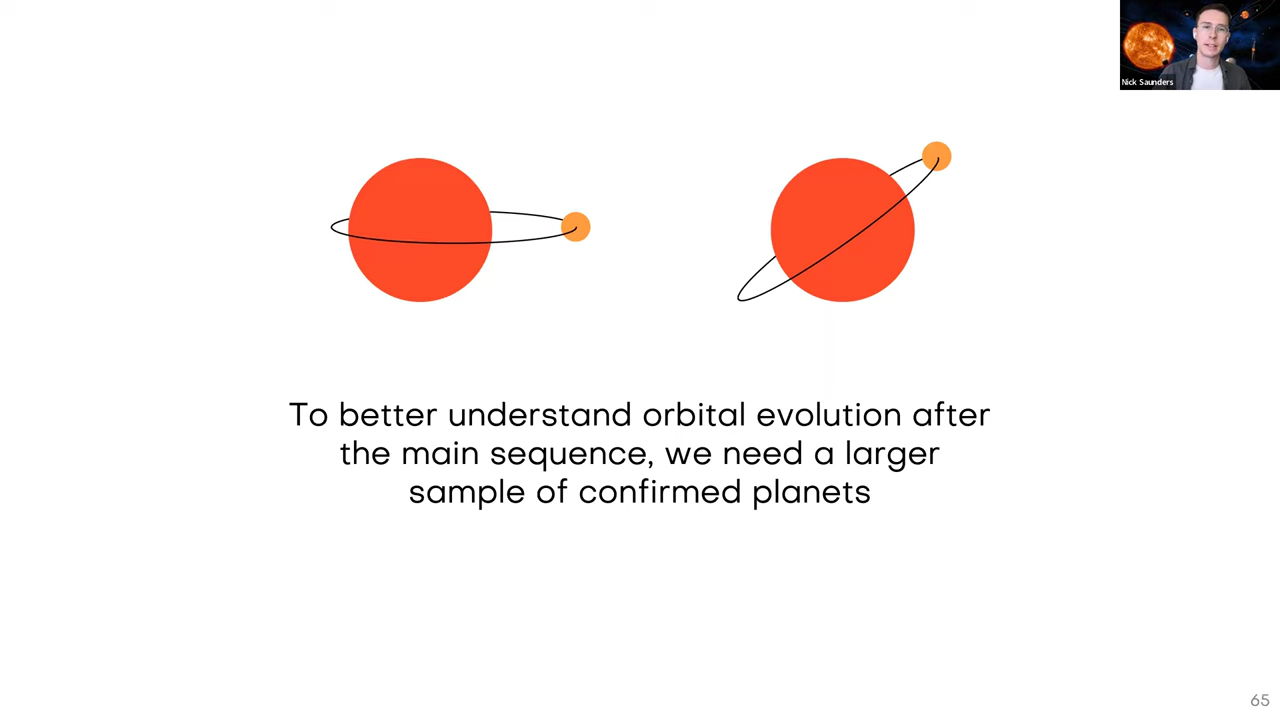 Nick Saunders
To better understand orbital evolution after
the main sequence, we need a larger
sample of confirmed planets
65